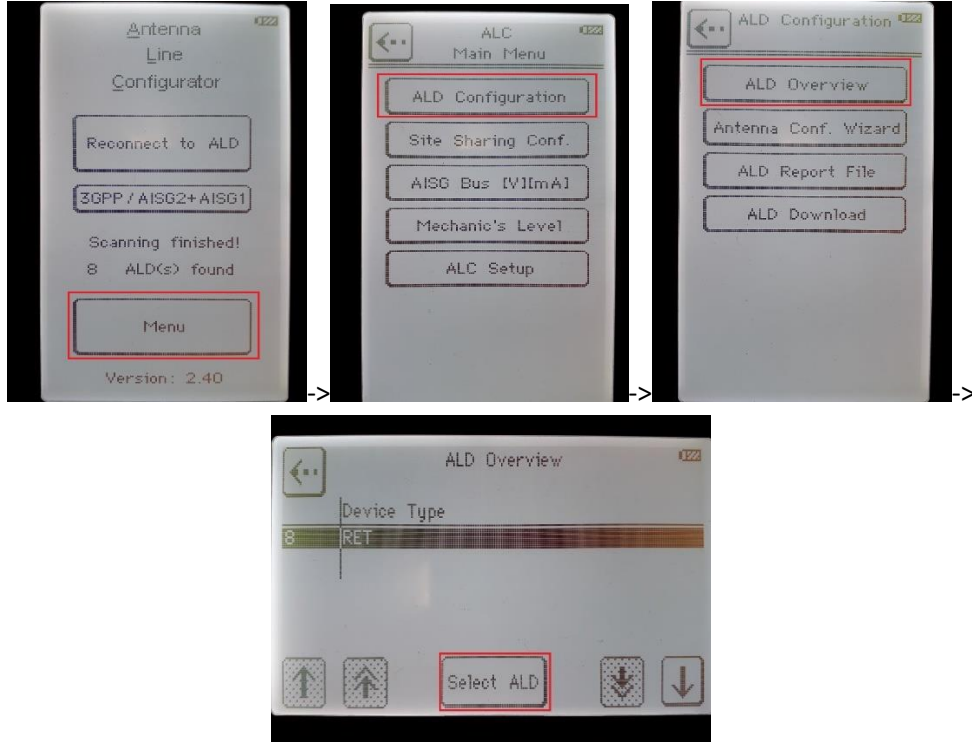 Antenna
Line
Configurator
Reconnect to ALD
3GPP / AISG2+AISG1
Scanning finished!
8 ALD(s) found
Menu
Version: 2.40
->
ALC
Main Menu
ALD Configuration
Site Sharing Conf.
AISG Bus [V][mA]
Mechanic's Level
ALC Setup
->
ALD Configuration
ALD Overview
Antenna Conf. Wizard
ALD Report File
ALD Download
->
ALD Overview
Device Type
8 RET
Select ALD